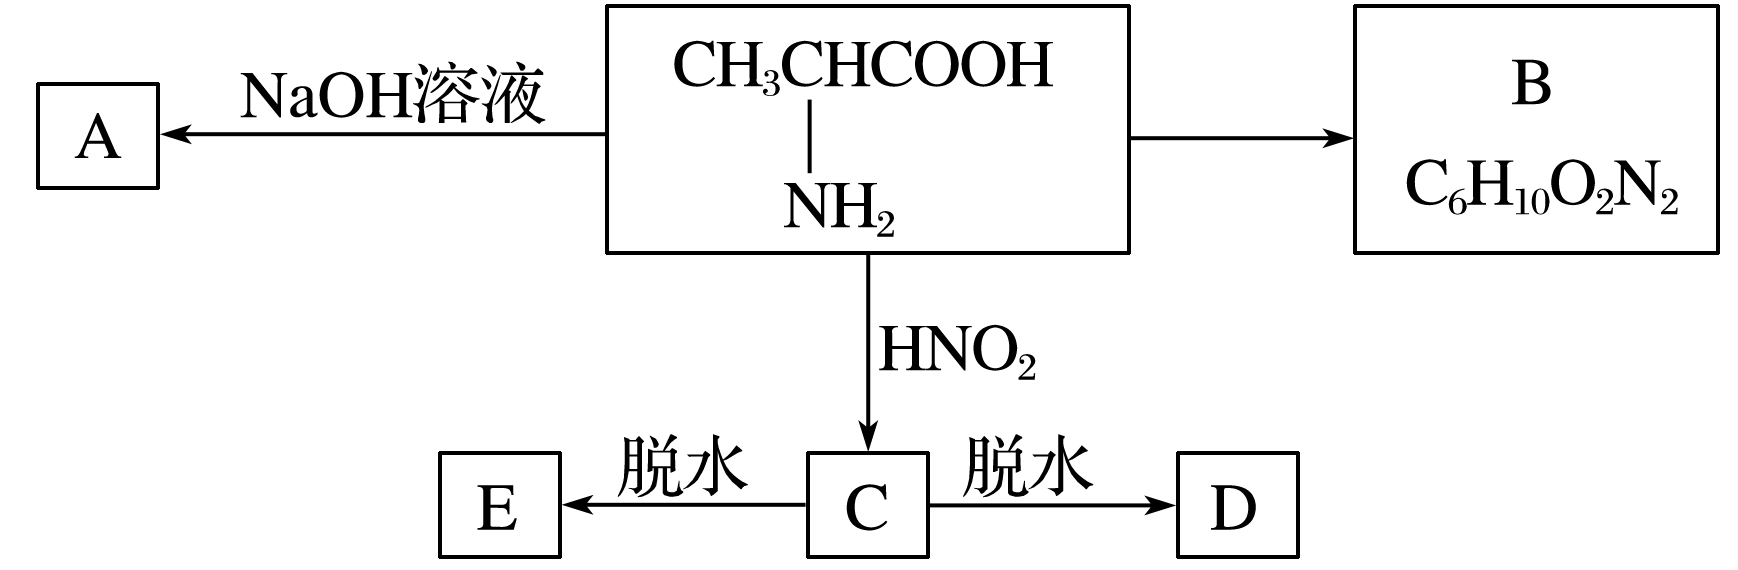 A
NaOH溶液
CH₃CHCOOH
NH₂
B
C₆H₁₀O₂N₂
HNO₂
E
脱水
C
脱水
D